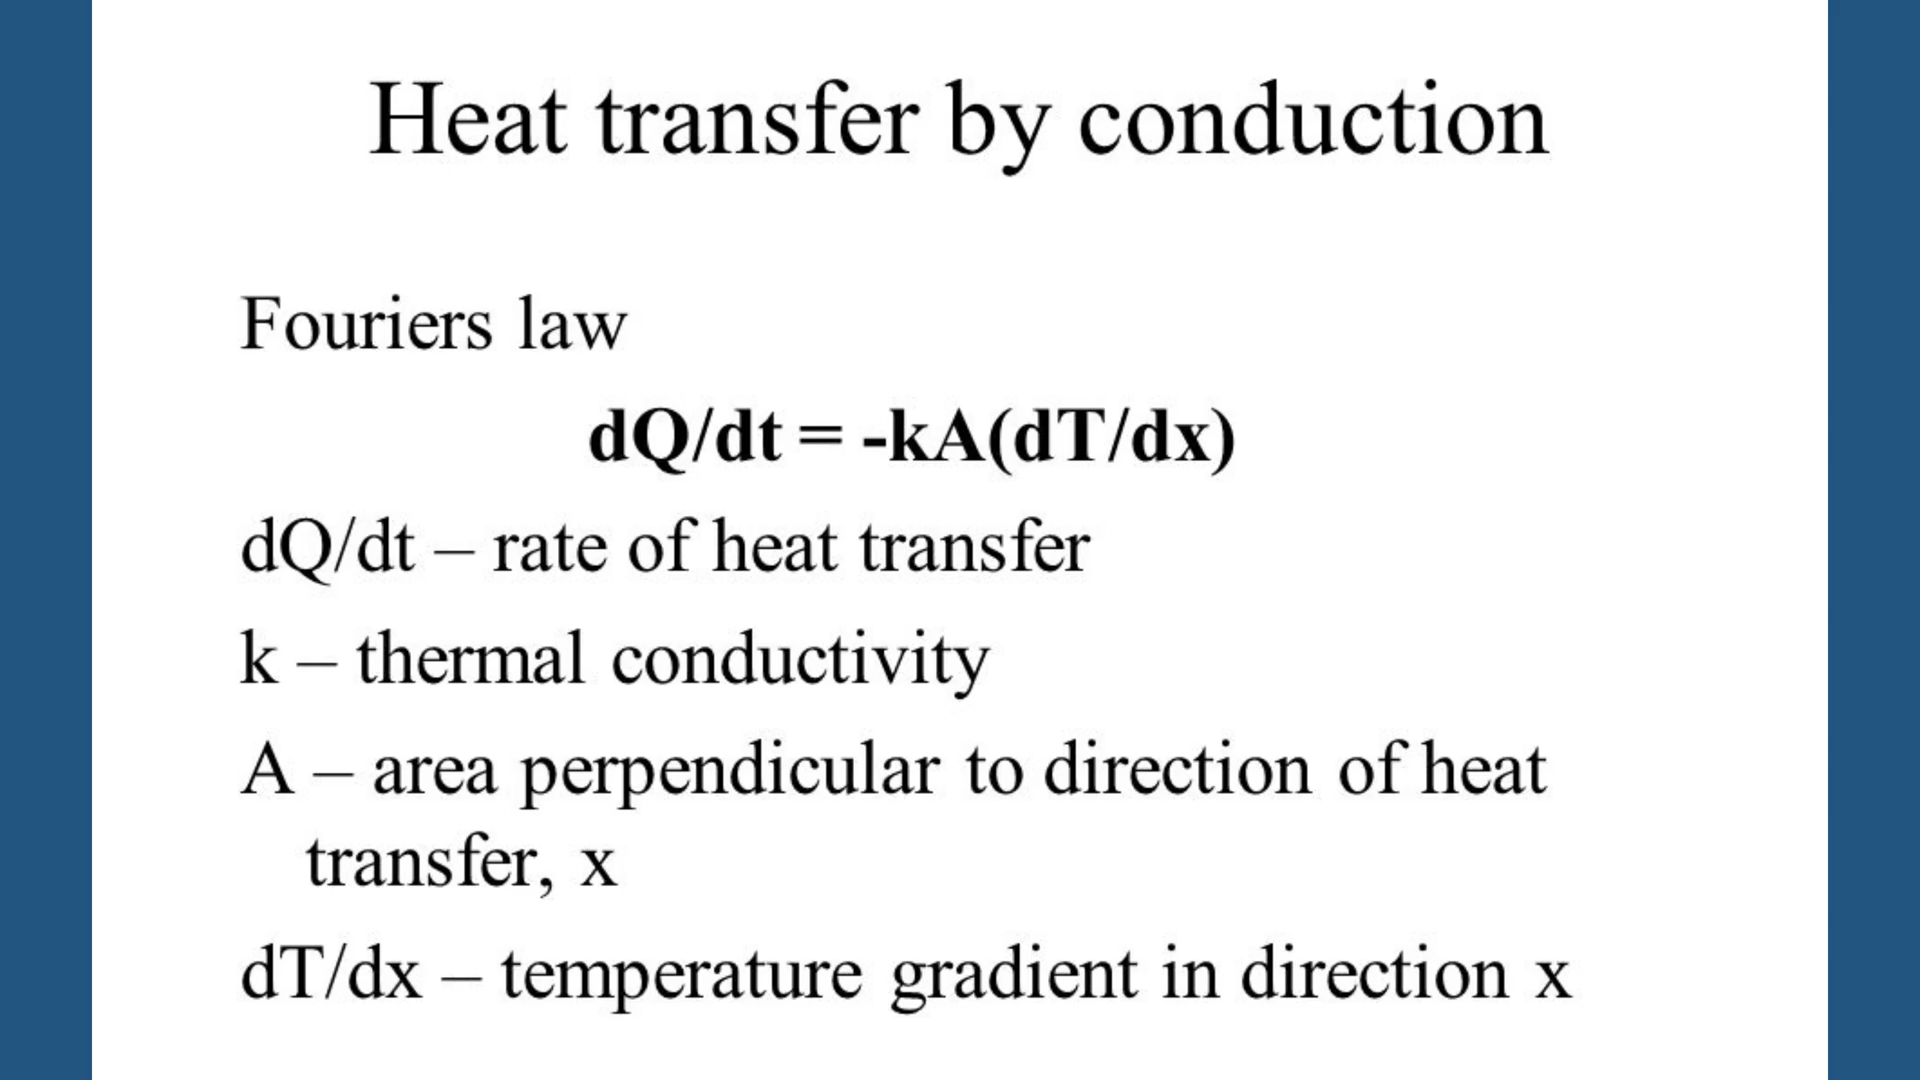 Heat transfer by conduction
Fouriers law
dQ/dt = -kA(dT/dx)
dQ/dt – rate of heat transfer
k – thermal conductivity
A – area perpendicular to direction of heat
transfer, x
dT/dx – temperature gradient in direction x